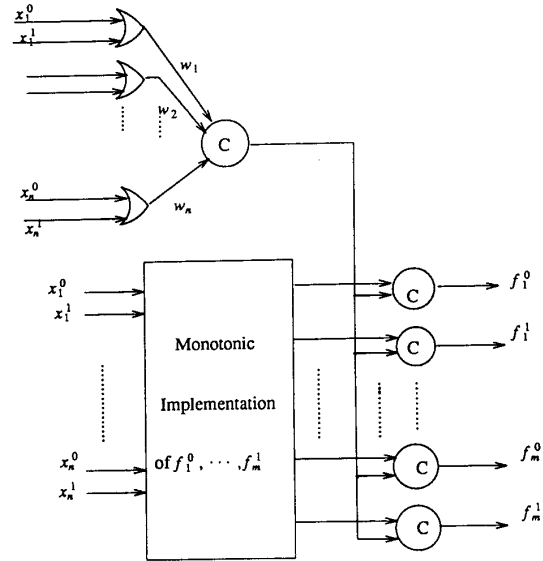 x_1^0
x_1^1
w_1
w_2
C
x_n^0
x_n^1
w_n
x_1^0
x_1^1
Monotonic
Implementation
of f_1^0, ⋯, f_m^1
x_n^0
x_n^1
C
f_1^0
C
f_1^1
C
f_m^0
C
f_m^1